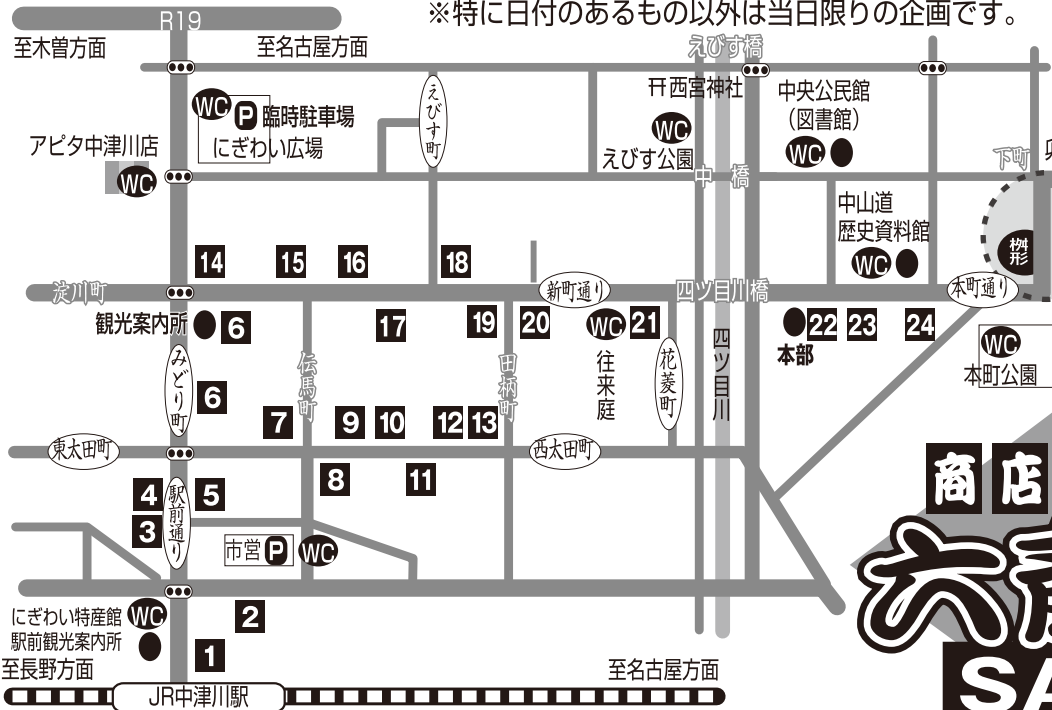 ※特に日付のあるもの以外は当日限りの企画です。
R19
至木曽方面
至名古屋方面
えびす橋
WC
P
臨時駐車場
にぎわい広場
えびす町
西宮神社
WC
えびす公園
中央公民館
(図書館)
WC
アピタ中津川店
WC
中橋
下町
中山道
歴史資料館
WC
桝形
14
15
16
18
淀川町
新町通り
四ツ目川橋
本町通り
観光案内所
6
17
19
20
WC
21
往来庭
本部
22
23
24
WC
本町公園
みどり町
伝馬町
田柄町
花菱町
四ツ目川
6
7
9
10
12
13
東太田町
西太田町
8
11
4
5
3
駅前通り
市営
P
WC
商店
六
にぎわい特産館
WC
駅前観光案内所
2
1
至長野方面
至名古屋方面
JR中津川駅
SA